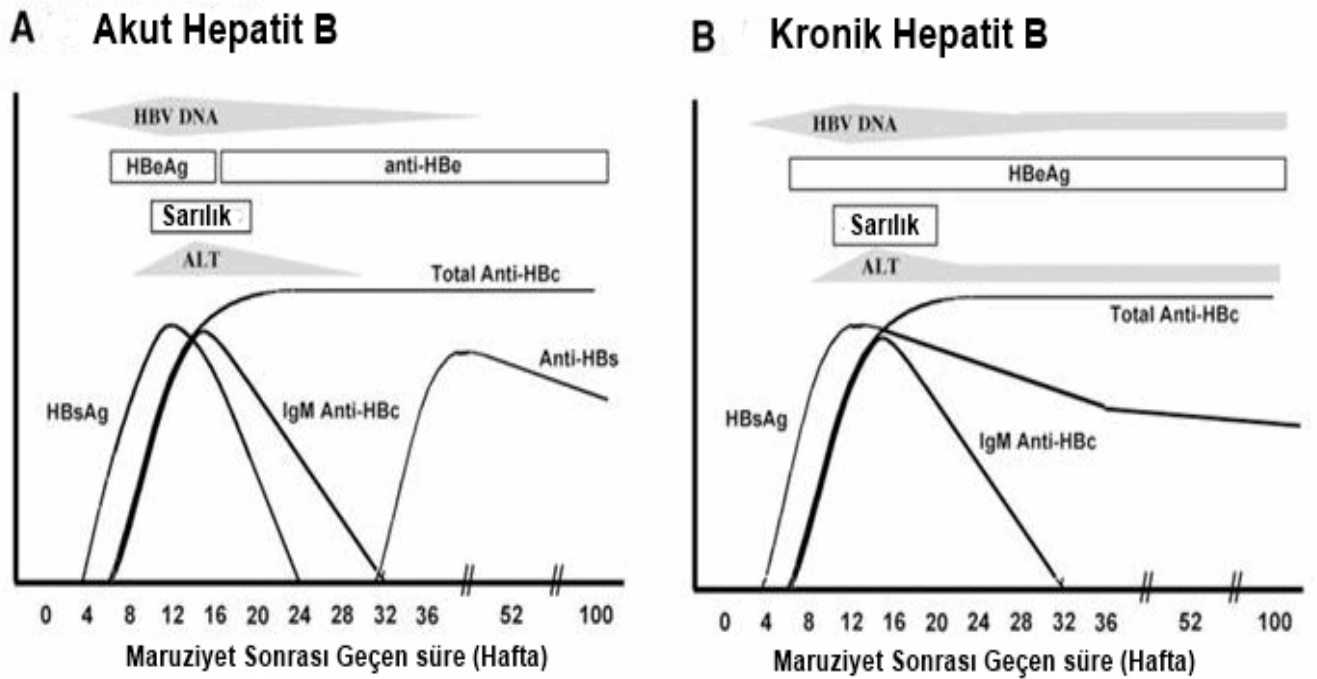 A Akut Hepatit B
HBV DNA
HBeAg
anti-HBe
Sarılık
ALT
Total Anti-HBc
Anti-HBs
HBsAg
IgM Anti-HBc
0 4 8 12 16 20 24 28 32 36 52 100
Maruziyet Sonrası Geçen süre (Hafta)
B Kronik Hepatit B
HBV DNA
HBeAg
Sarılık
ALT
Total Anti-HBc
HBsAg
IgM Anti-HBc
0 4 8 12 16 20 24 28 32 36 52 100
Maruziyet Sonrası Geçen süre (Hafta)